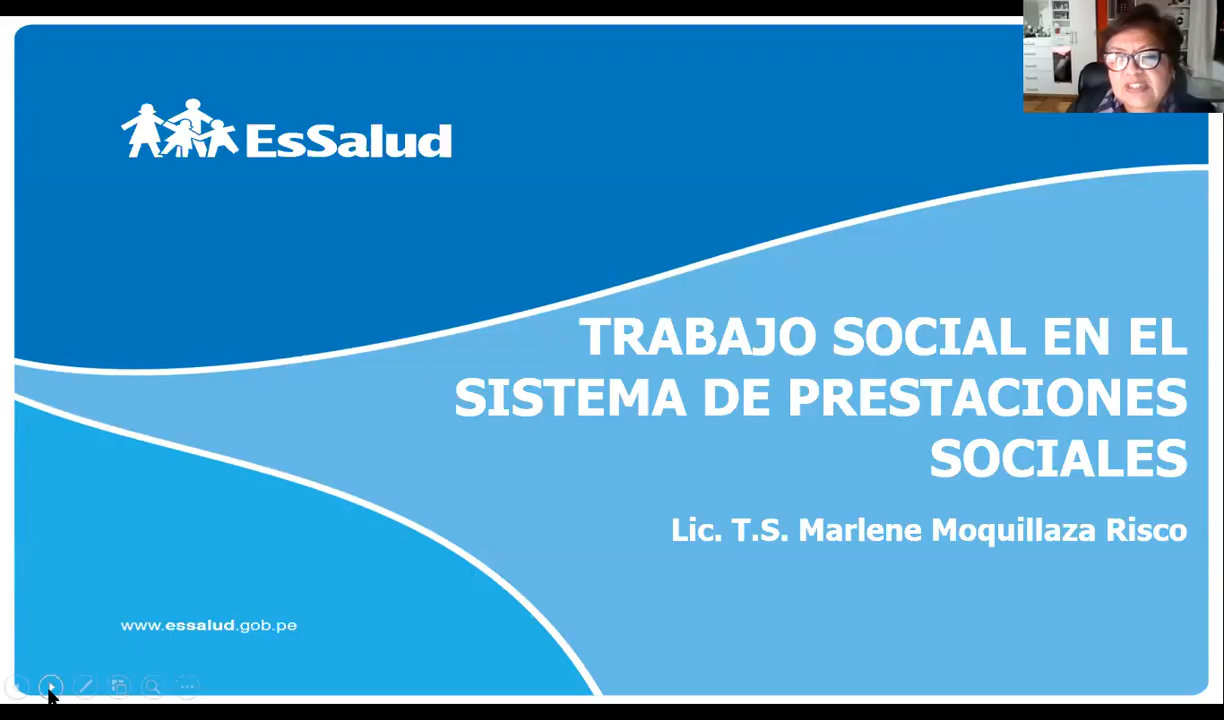 EsSalud
TRABAJO SOCIAL EN EL
SISTEMA DE PRESTACIONES
SOCIALES
Lic. T.S. Marlene Moquillaza Risco
www.essalud.gob.pe